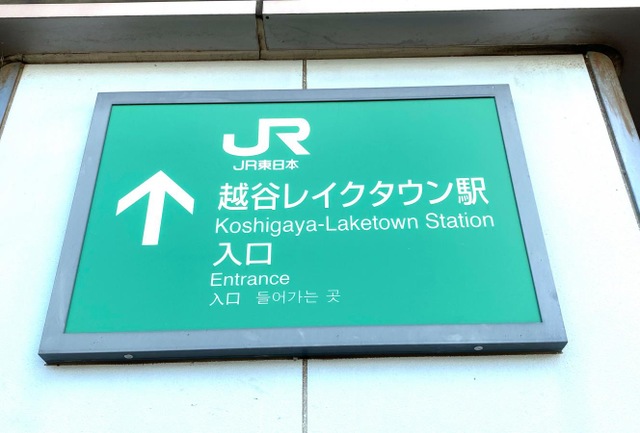 JR
JR東日本
越谷レイクタウン駅
Koshigaya-Laketown Station
入口
Entrance
入口 들어가는 곳